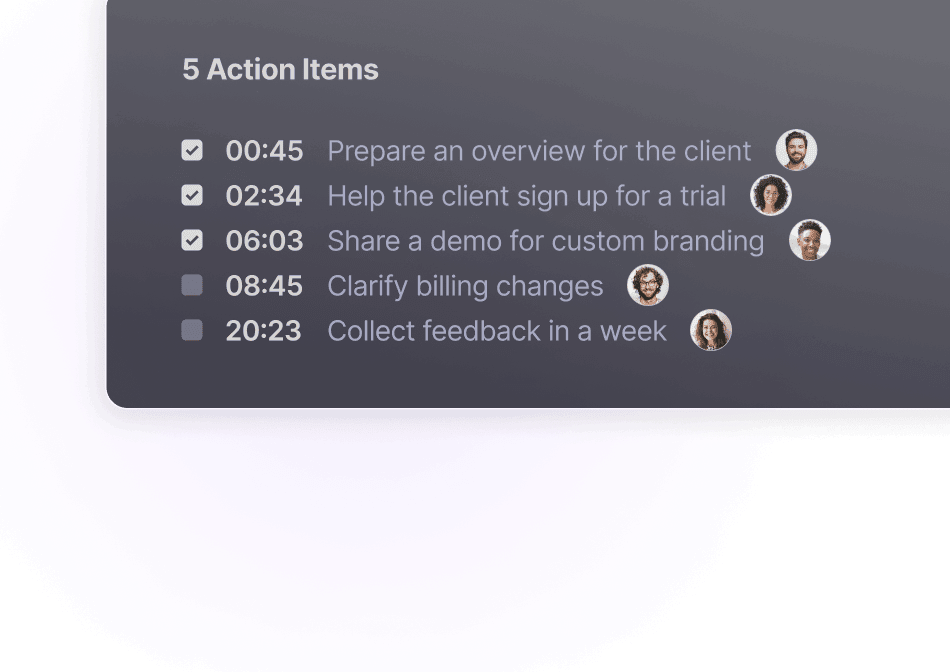 5 Action Items
00:45 Prepare an overview for the client
02:34 Help the client sign up for a trial
06:03 Share a demo for custom branding
08:45 Clarify billing changes
20:23 Collect feedback in a week